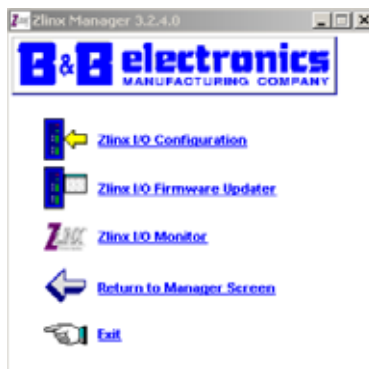 Zlinx Manager 3.2.4.0
B&B electronics
MANUFACTURING COMPANY
Zlinx I/O Configuration
Zlinx I/O Firmware Updater
ZLINX
Zlinx I/O Monitor
Return to Manager Screen
Exit